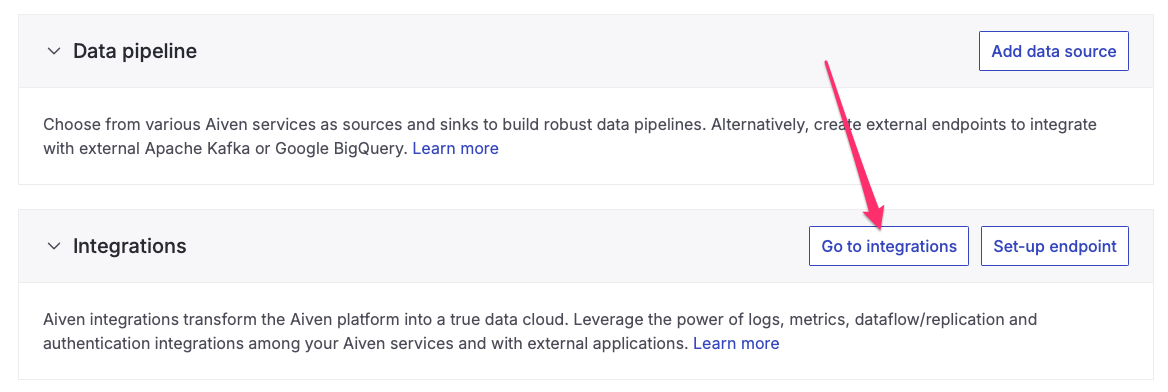 Data pipeline
Add data source
Choose from various Aiven services as sources and sinks to build robust data pipelines. Alternatively, create external endpoints to integrate
with external Apache Kafka or Google BigQuery. Learn more
Integrations
Go to integrations
Set-up endpoint
Aiven integrations transform the Aiven platform into a true data cloud. Leverage the power of logs, metrics, dataflow/replication and
authentication integrations among your Aiven services and with external applications. Learn more